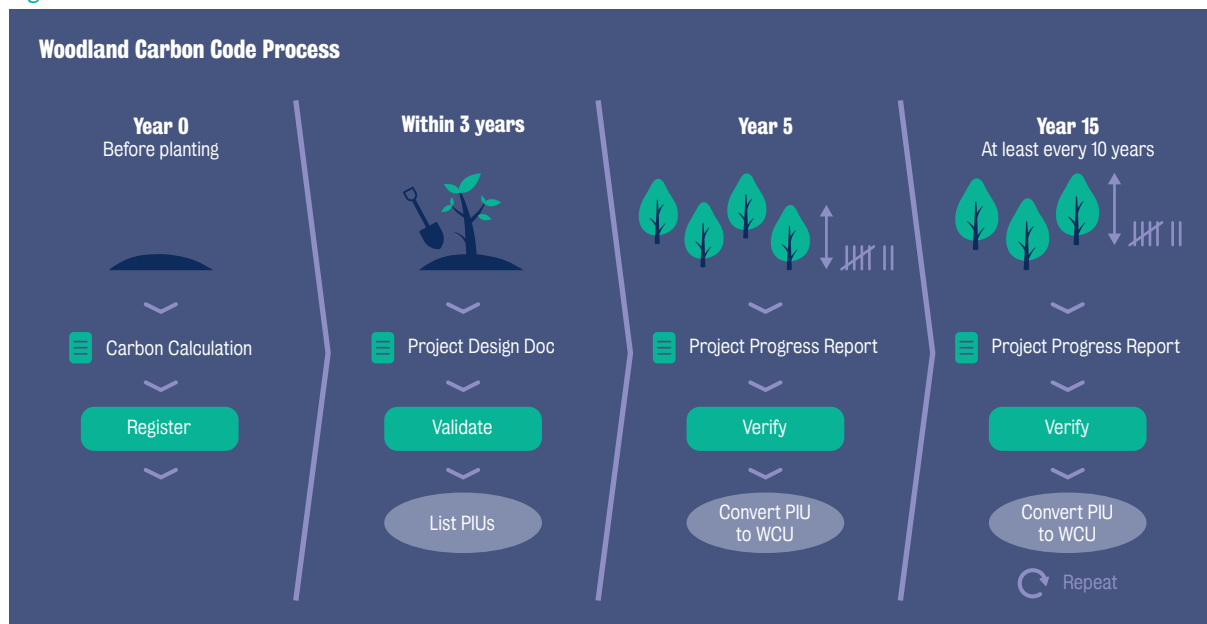 Woodland Carbon Code Process
Year 0
Before planting
Carbon Calculation
Register
Within 3 years
Project Design Doc
Validate
List PIUs
Year 5
Project Progress Report
Verify
Convert PIU
to WCU
Year 15
At least every 10 years
Project Progress Report
Verify
Convert PIU
to WCU
Repeat